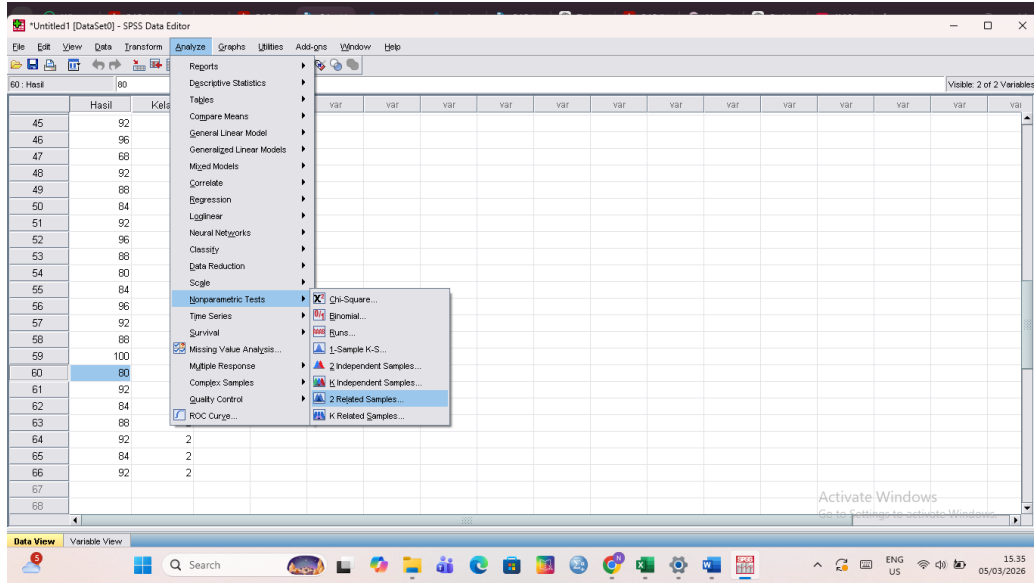 *Untitled1 [DataSet0] - SPSS Data Editor
File Edit View Data Transform Analyze Graphs Utilities Add-ons Window Help
60 : Hasil 80 Visible: 2 of 2 Variables
Hasil Kelas var var var var var var var var var var var var
45 92
46 96
47 68
48 92
49 88
50 84
51 92
52 96
53 88
54 80
55 84
56 96
57 92
58 88
59 100
60 80
61 92
62 84
63 88
64 92 2
65 84 2
66 92 2
67
68
Reports
Descriptive Statistics
Tables
Compare Means
General Linear Model
Generalized Linear Models
Mixed Models
Correlate
Regression
Loglinear
Neural Networks
Classify
Data Reduction
Scale
Nonparametric Tests
Time Series
Survival
Missing Value Analysis...
Multiple Response
Complex Samples
Quality Control
ROC Curve...
Chi-Square...
Binomial...
Runs...
1-Sample K-S...
2 Independent Samples...
K Independent Samples...
2 Related Samples...
K Related Samples...
Activate Windows
Go to Settings to activate Windows.
Data View Variable View
5 Search ENG 15.35
US 05/03/2026